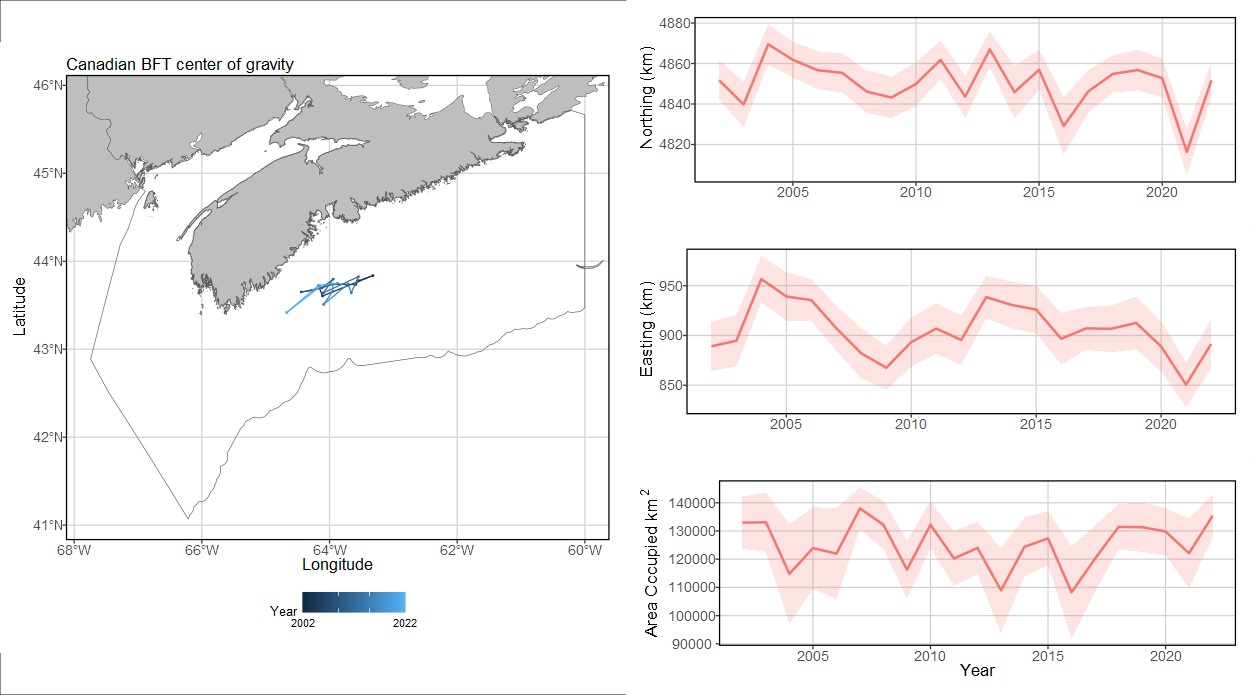 Canadian BFT center of gravity
46°N
45°N
44°N
43°N
42°N
41°N
Latitude
68°W 66°W 64°W 62°W 60°W
Longitude
Year
2002 2022
Northing (km)
4880
4860
4840
4820
2005 2010 2015 2020
Easting (km)
950
900
850
2005 2010 2015 2020
Area Occupied km²
140000
130000
120000
110000
100000
90000
2005 2010 2015 2020
Year